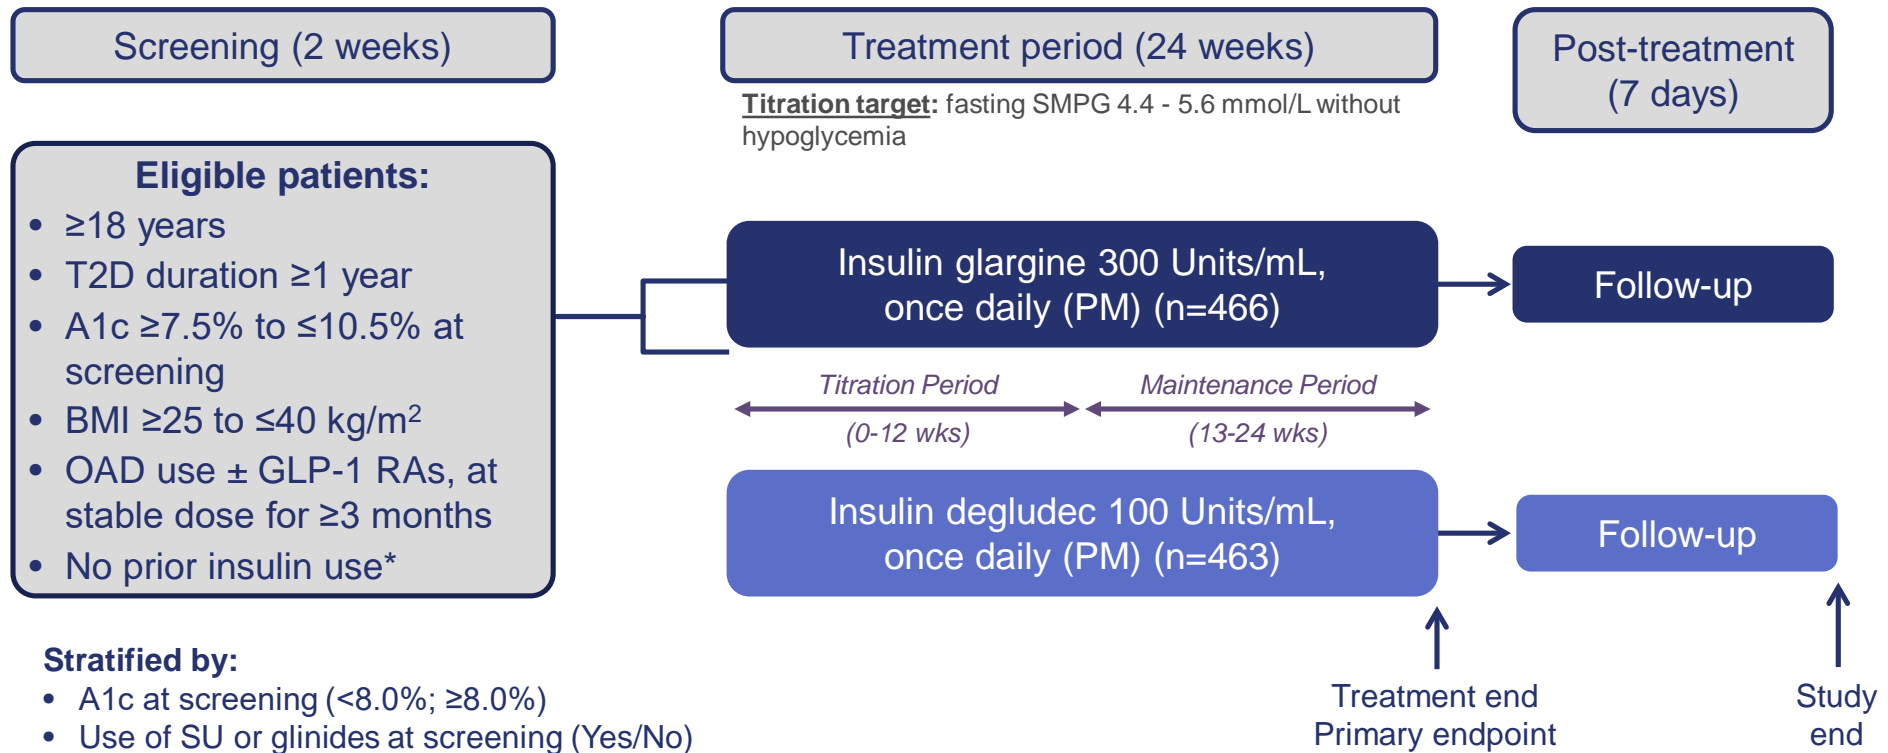 Screening (2 weeks)
Treatment period (24 weeks)
Post-treatment
(7 days)
Titration target: fasting SMPG 4.4 - 5.6 mmol/L without
hypoglycemia
Eligible patients:
• ≥18 years
• T2D duration ≥1 year
• A1c ≥7.5% to ≤10.5% at
screening
• BMI ≥25 to ≤40 kg/m²
• OAD use ± GLP-1 RAs, at
stable dose for ≥3 months
• No prior insulin use*
Insulin glargine 300 Units/mL,
once daily (PM) (n=466)
Follow-up
Titration Period
Maintenance Period
(0-12 wks)
(13-24 wks)
Insulin degludec 100 Units/mL,
once daily (PM) (n=463)
Follow-up
Stratified by:
• A1c at screening (<8.0%; ≥8.0%)
• Use of SU or glinides at screening (Yes/No)
Treatment end
Primary endpoint
Study
end